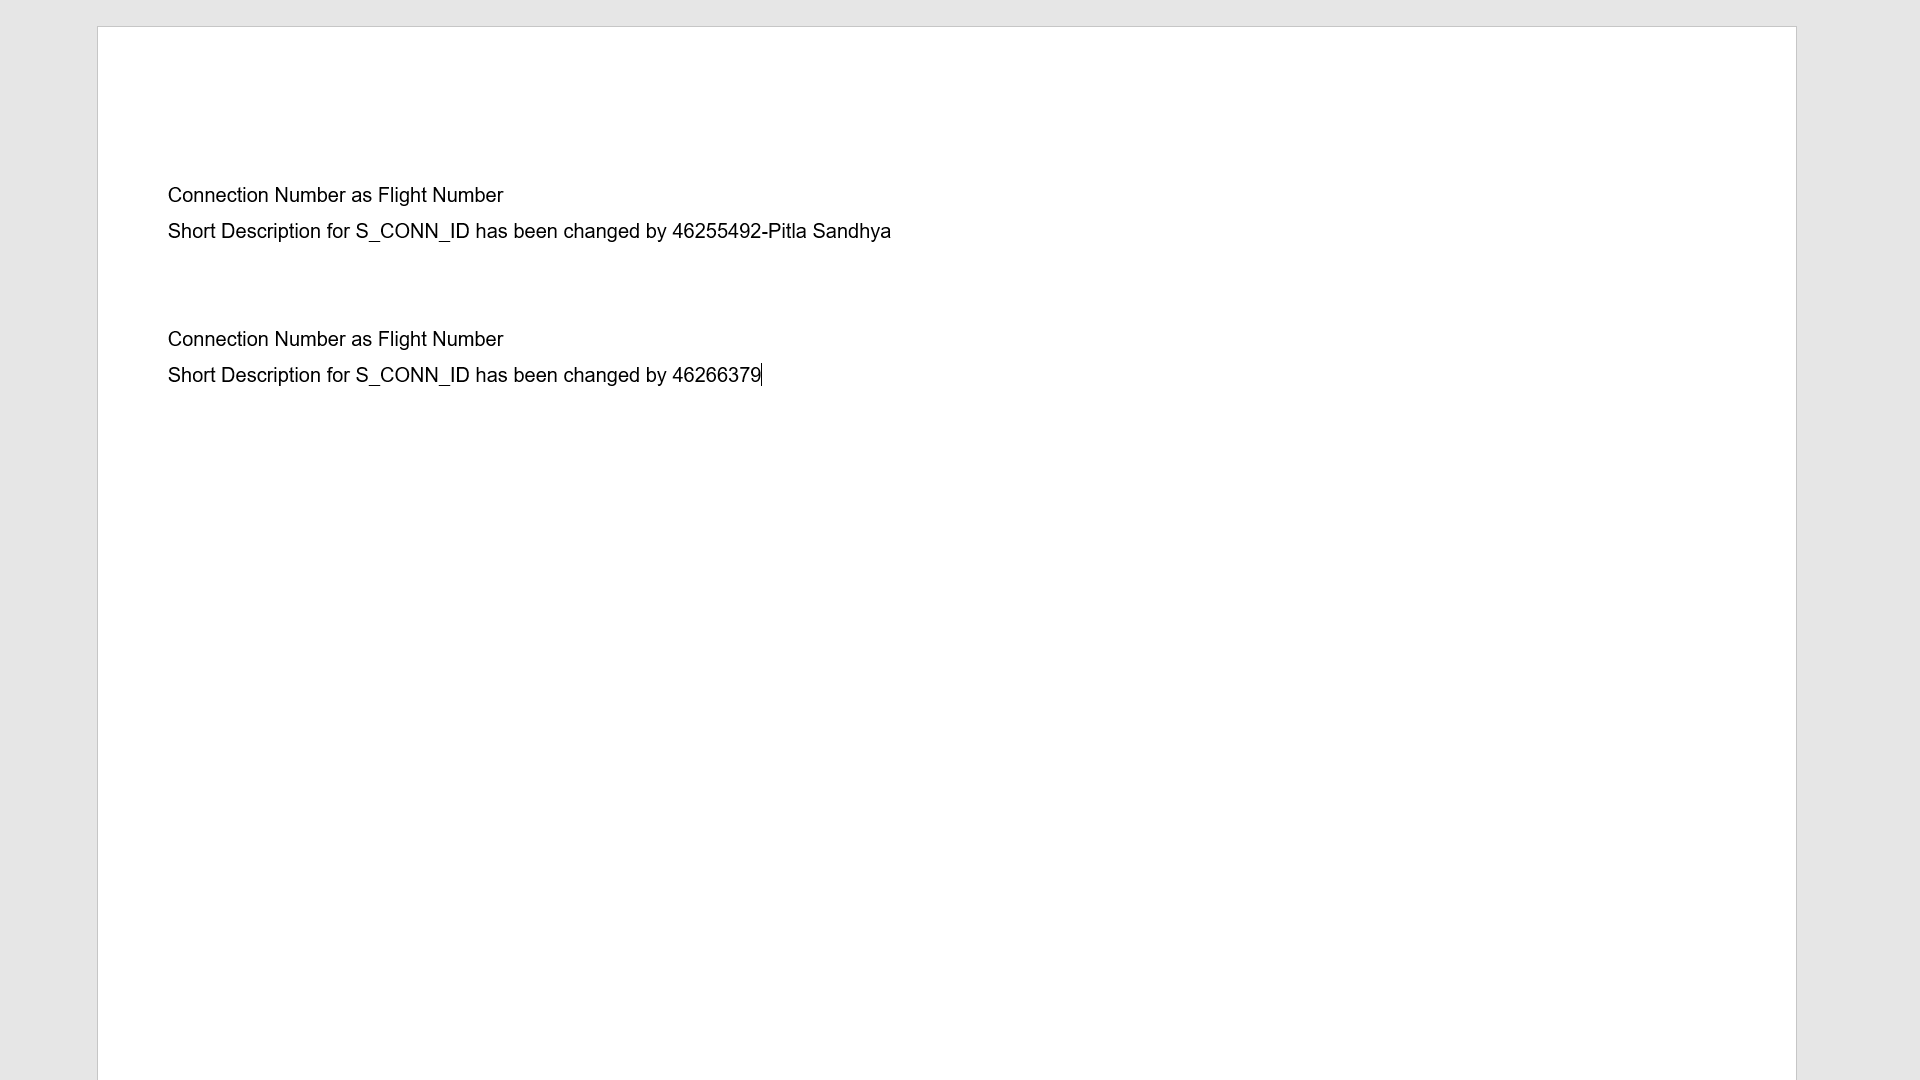 Connection Number as Flight Number
Short Description for S_CONN_ID has been changed by 46255492-Pitla Sandhya
Connection Number as Flight Number
Short Description for S_CONN_ID has been changed by 46266379